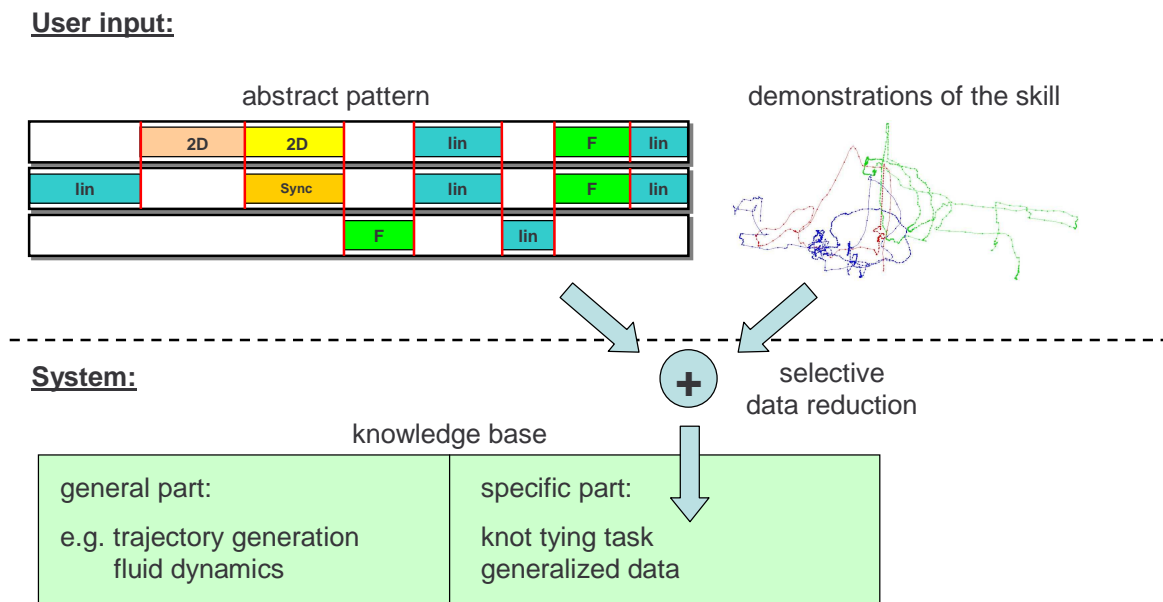 User input:
abstract pattern
demonstrations of the skill
2D 2D lin F lin
lin Sync lin F lin
F lin
+
System:
selective
data reduction
knowledge base
general part:
e.g. trajectory generation
fluid dynamics
specific part:
knot tying task
generalized data